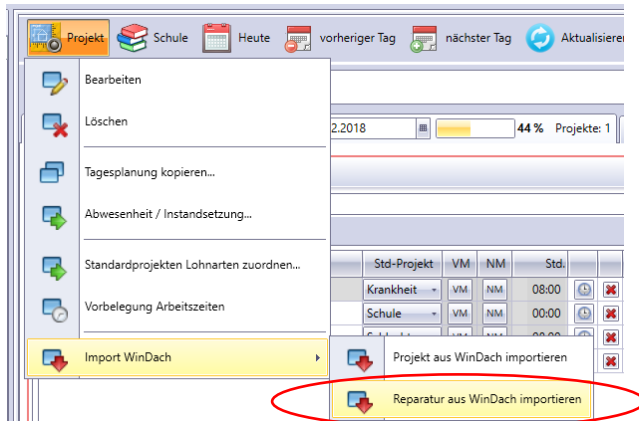 Projekt Schule Heute vorheriger Tag nächster Tag Aktualisieren
Bearbeiten
Löschen
2.2018 44 % Projekte: 1
Tagesplanung kopieren...
Abwesenheit / Instandsetzung...
Standardprojekten Lohnarten zuordnen...
Std-Projekt VM NM Std.
Krankheit VM NM 08:00
Vorbelegung Arbeitszeiten
Schule VM NM 00:00
Import WinDach
Projekt aus WinDach importieren
Reparatur aus WinDach importieren